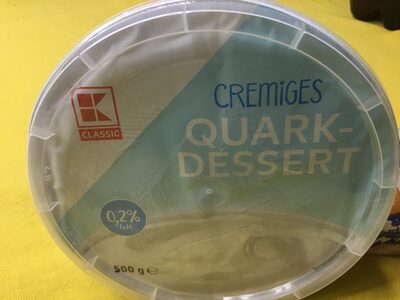 CREMiGES
QUARK-
DESSERT
K
CLASSIC
0,2%
Fett
500 g e